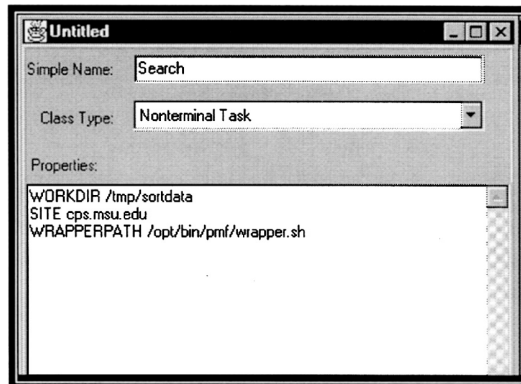 Untitled
Simple Name: Search
Class Type: Nonterminal Task
Properties:
WORKDIR /tmp/sortdata
SITE cps.msu.edu
WRAPPERPATH /opt/bin/pmf/wrapper.sh